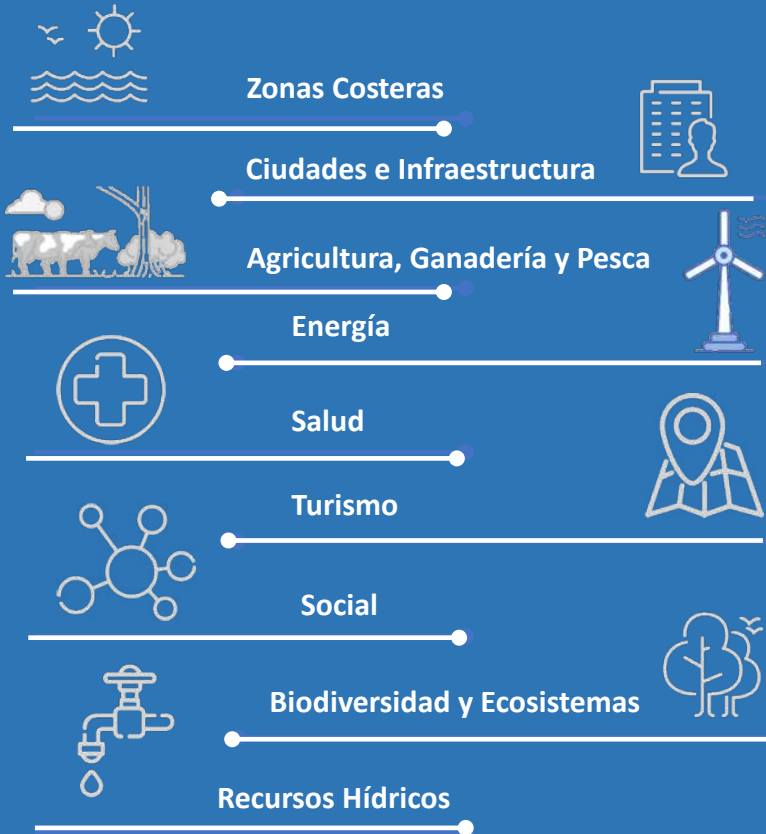 Zonas Costeras
Ciudades e Infraestructura
Agricultura, Ganadería y Pesca
Energía
Salud
Turismo
Social
Biodiversidad y Ecosistemas
Recursos Hídricos